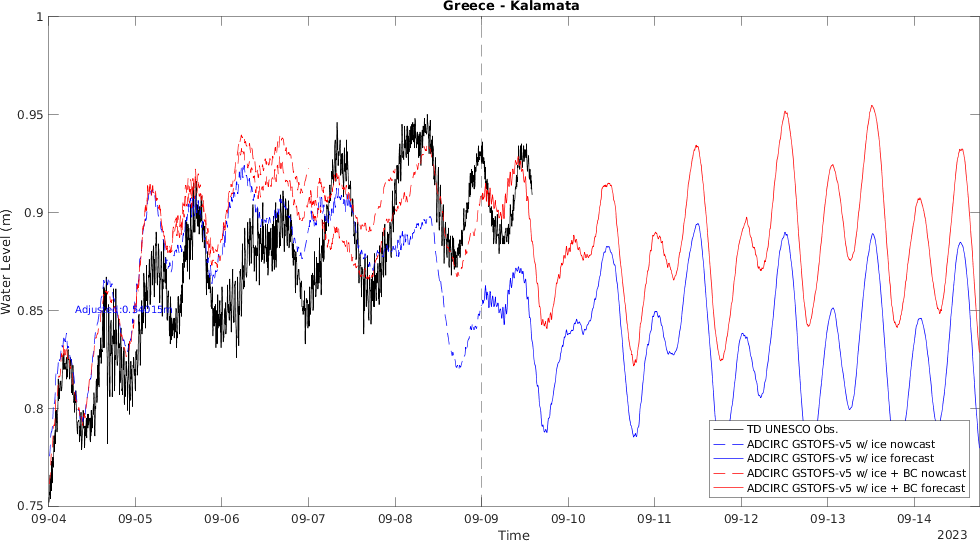 Greece - Kalamata
1
0.95
0.9
0.85
0.8
0.75
Water Level (m)
TD UNESCO Obs.
ADCIRC GSTOFS-v5 w/ ice nowcast
ADCIRC GSTOFS-v5 w/ ice forecast
ADCIRC GSTOFS-v5 w/ ice + BC nowcast
ADCIRC GSTOFS-v5 w/ ice + BC forecast
09-04 09-05 09-06 09-07 09-08 09-09 09-10 09-11 09-12 09-13 09-14
Time
2023